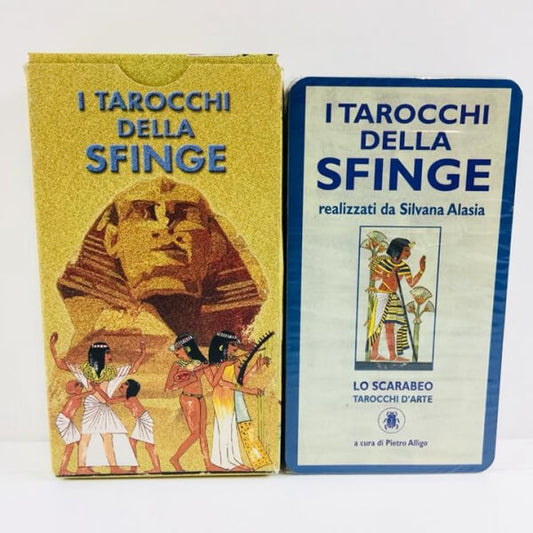 I TAROCCHI
DELLA
SFINGE
I TAROCCHI
DELLA
SFINGE
realizzati da Silvana Alasia
LO SCARABEO
TAROCCHI D'ARTE
a cura di Pietro Alligo